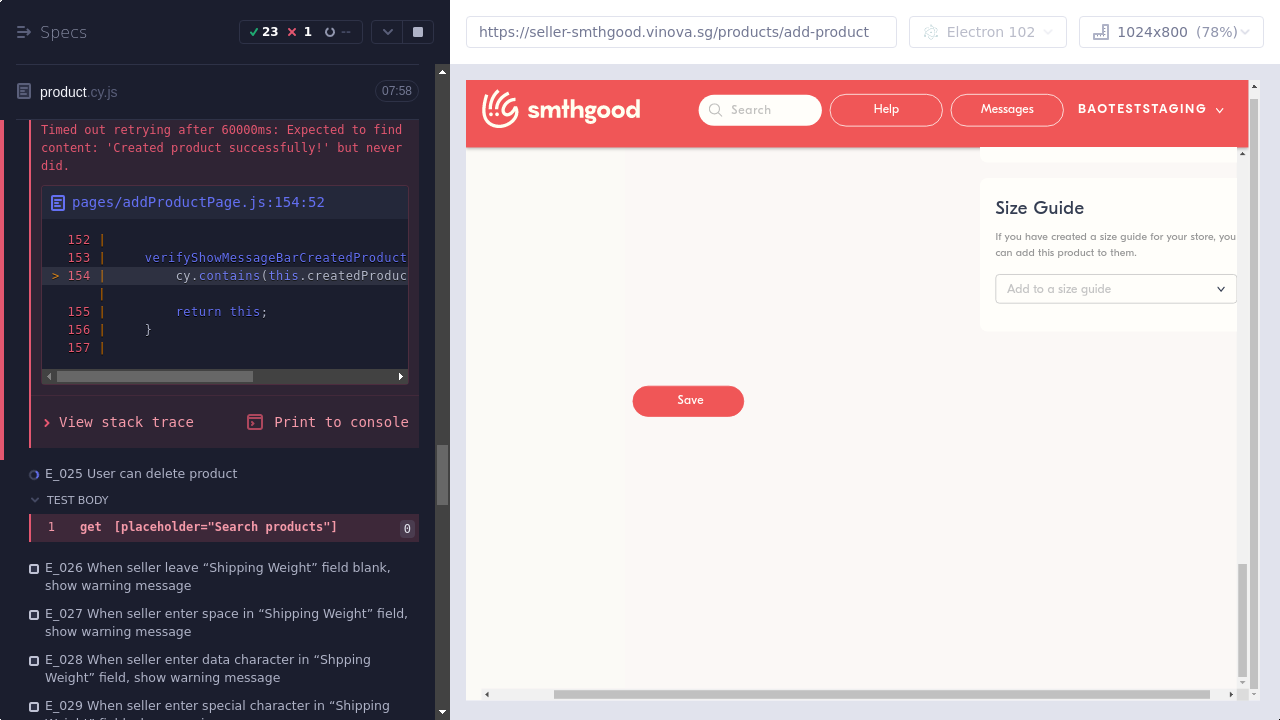 Specs
23
1
--
product.cy.js
07:58
Timed out retrying after 60000ms: Expected to find
content: 'Created product successfully!' but never
did.
pages/addProductPage.js:154:52
152 |
153 | verifyShowMessageBarCreatedProduct
> 154 | cy.contains(this.createdProduc
|
155 | return this;
156 | }
157 |
View stack trace
Print to console
E_025 User can delete product
TEST BODY
1 get [placeholder="Search products"] 0
E_026 When seller leave “Shipping Weight” field blank,
show warning message
E_027 When seller enter space in “Shipping Weight” field,
show warning message
E_028 When seller enter data character in “Shpping
Weight” field, show warning message
E_029 When seller enter special character in “Shipping
https://seller-smthgood.vinova.sg/products/add-product
Electron 102
1024x800 (78%)
smthgood
Search
Help
Messages
BAOTESTSTAGING
Size Guide
If you have created a size guide for your store, you
can add this product to them.
Add to a size guide
Save